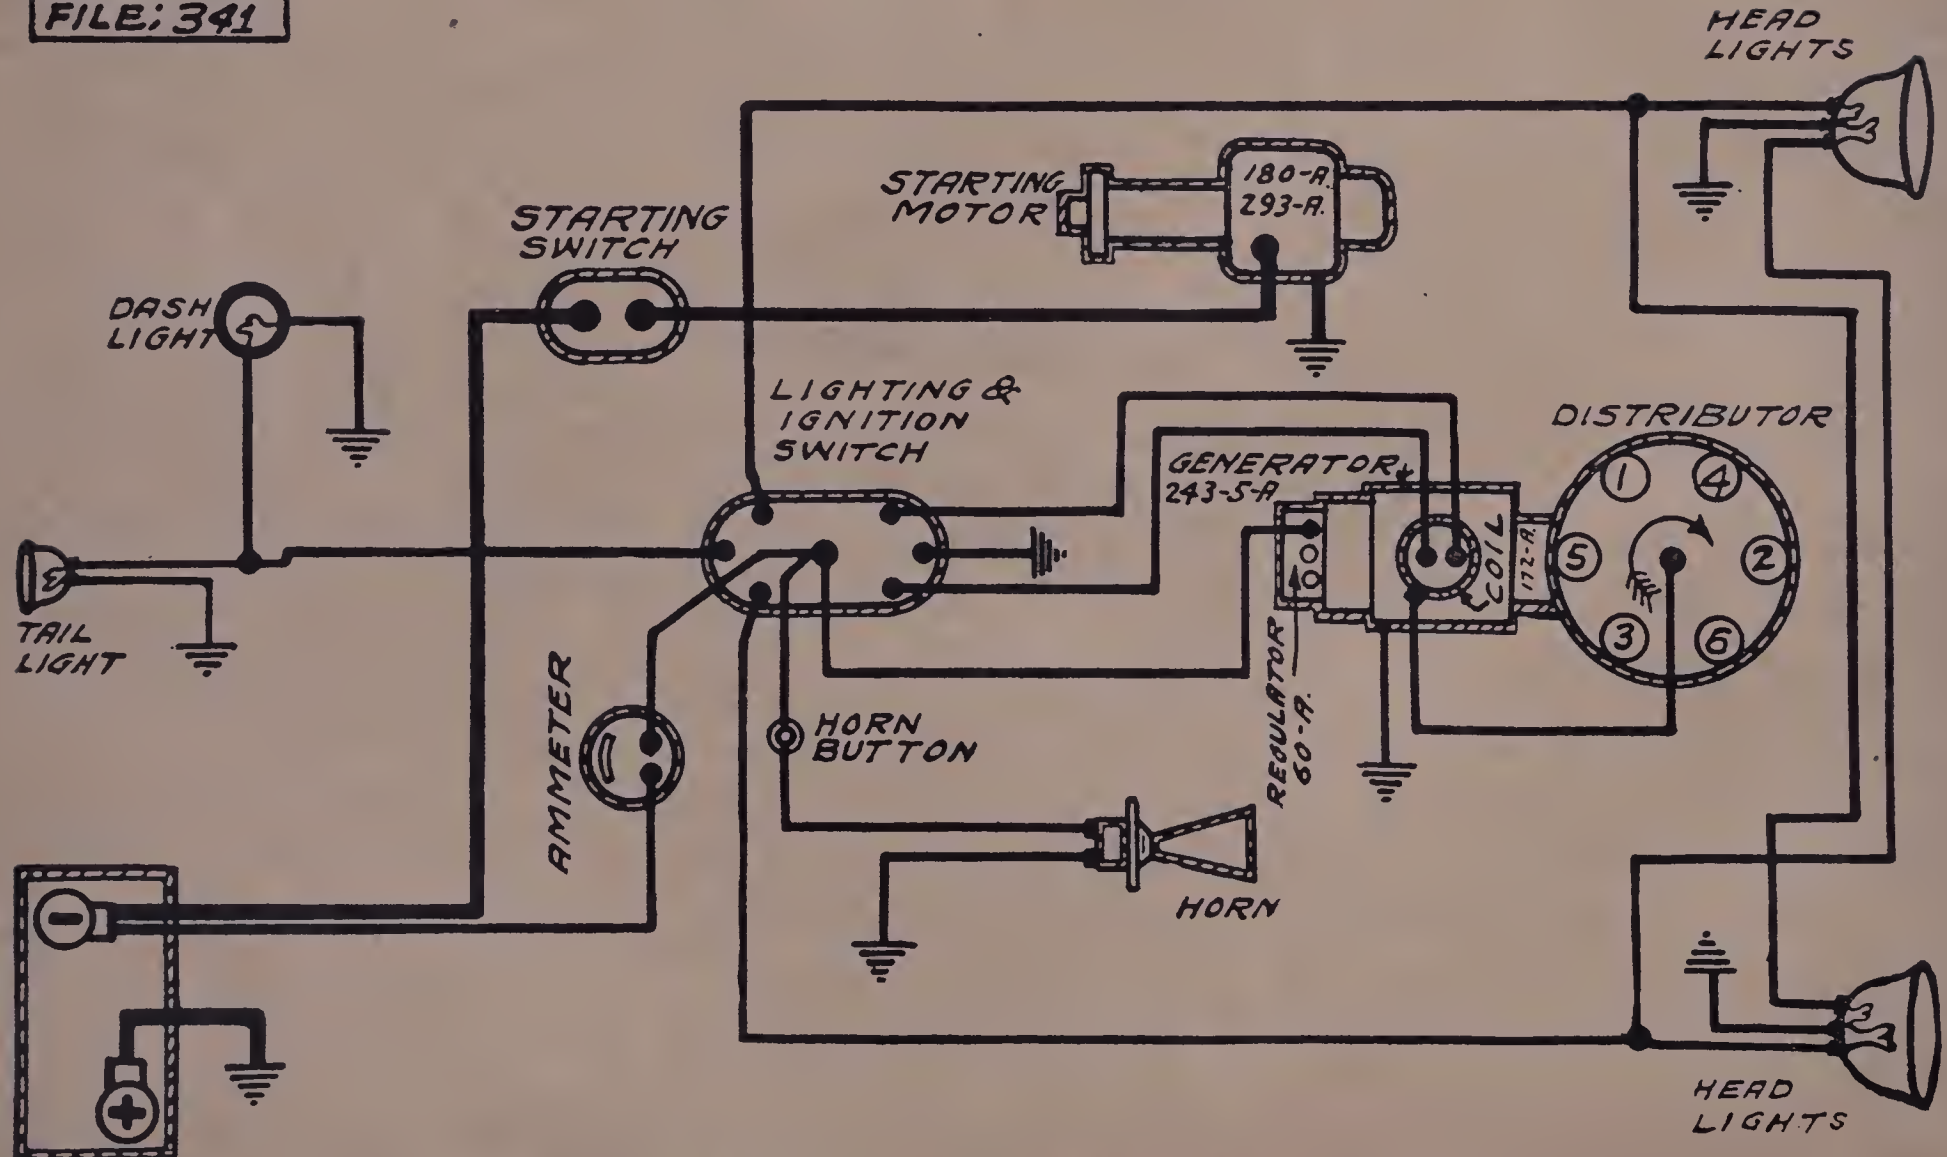 FILE: 341
HEAD
LIGHTS
STARTING
MOTOR
180-A.
293-A.
STARTING
SWITCH
DASH
LIGHT
LIGHTING &
IGNITION
SWITCH
DISTRIBUTOR
GENERATOR
243-S-A
COIL
172-A.
1
4
5
2
3
6
TAIL
LIGHT
AMMETER
HORN
BUTTON
REGULATOR
60-A.
HORN
-
+
HEAD
LIGHTS